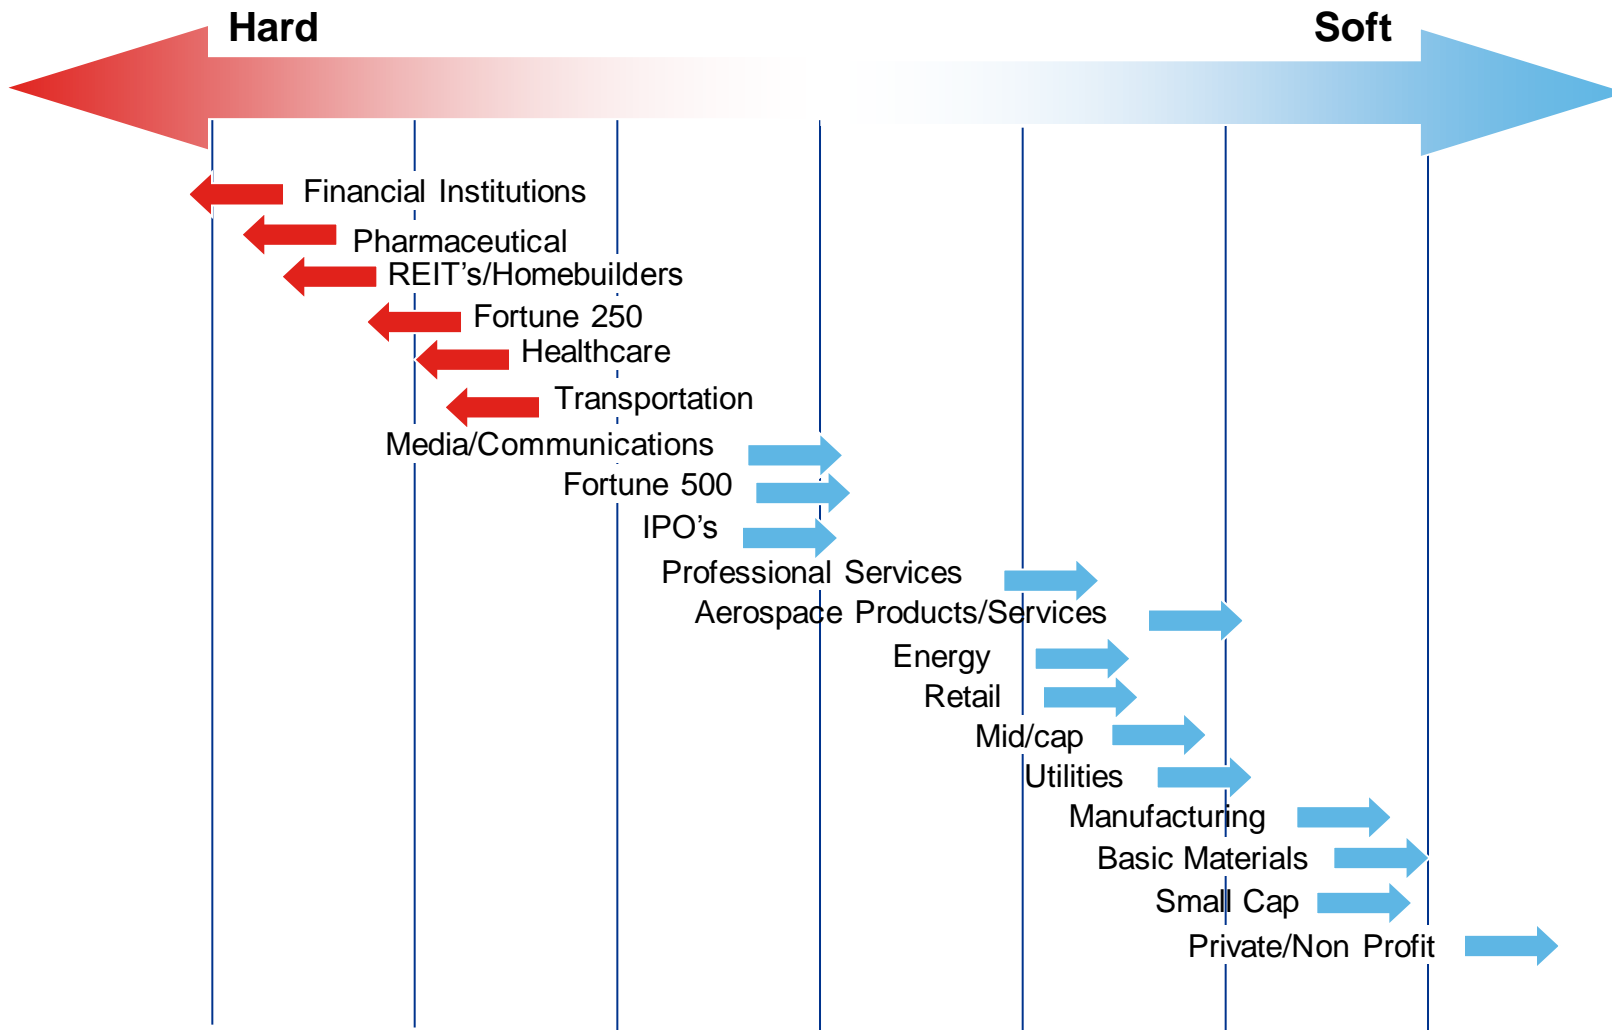 Hard
Soft
Financial Institutions
Pharmaceutical
REIT’s/Homebuilders
Fortune 250
Healthcare
Transportation
Media/Communications
Fortune 500
IPO’s
Professional Services
Aerospace Products/Services
Energy
Retail
Mid/cap
Utilities
Manufacturing
Basic Materials
Small Cap
Private/Non Profit